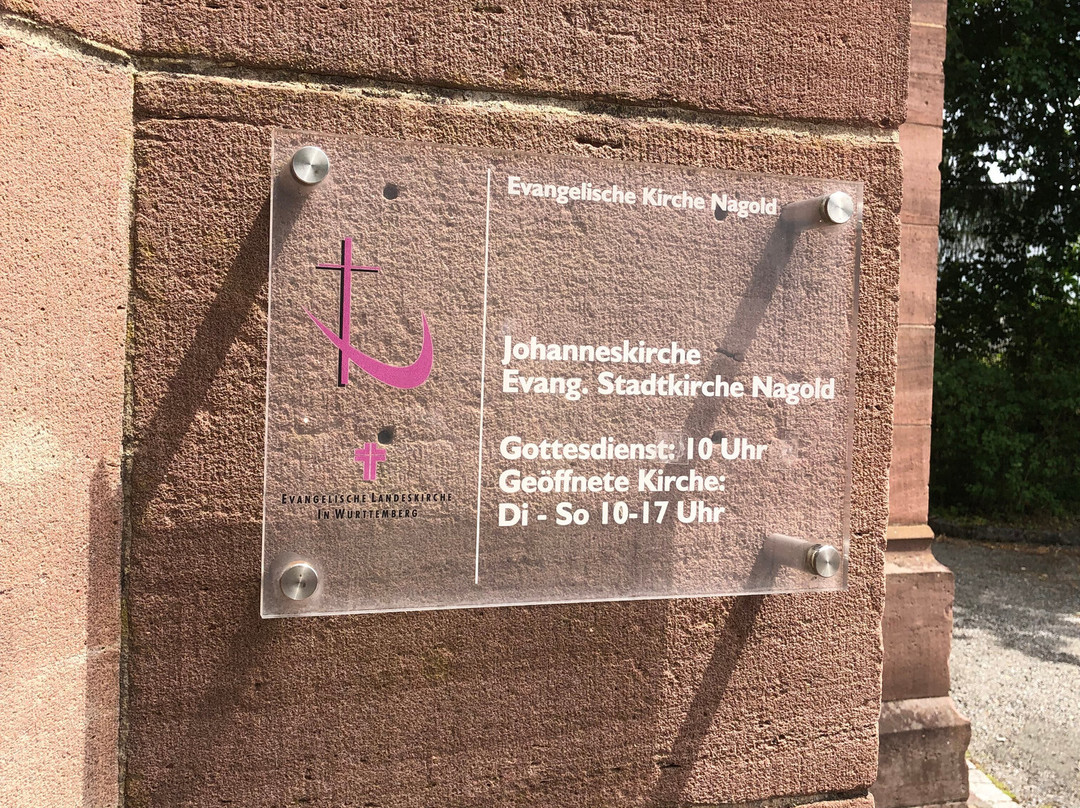 Evangelische Kirche Nagold
Johanneskirche
Evang. Stadtkirche Nagold
Gottesdienst: 10 Uhr
Geöffnete Kirche:
Di - So 10-17 Uhr
EVANGELISCHE LANDESKIRCHE
IN WÜRTTEMBERG